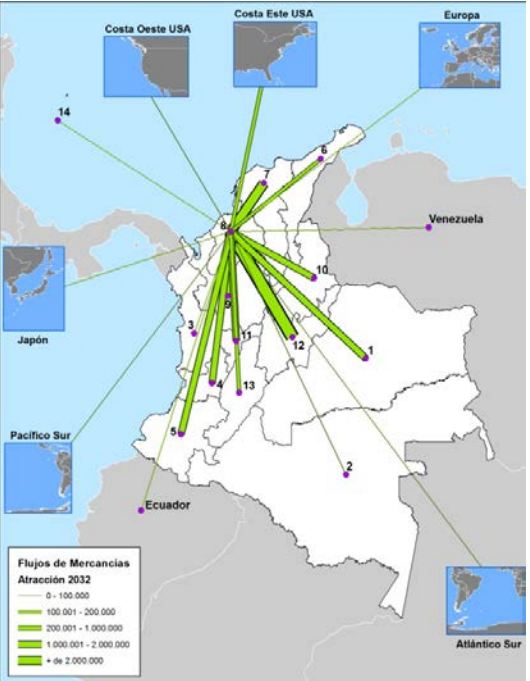 Costa Oeste USA
Costa Este USA
Europa
14
6
7
8
Venezuela
10
Japón
9
3
11
12
1
4
13
5
Pacífico Sur
2
Ecuador
Flujos de Mercancias
Atracción 2032
0 - 100.000
100.001 - 200.000
200.001 - 1.000.000
1.000.001 - 2.000.000
+ de 2.000.000
Atlántico Sur